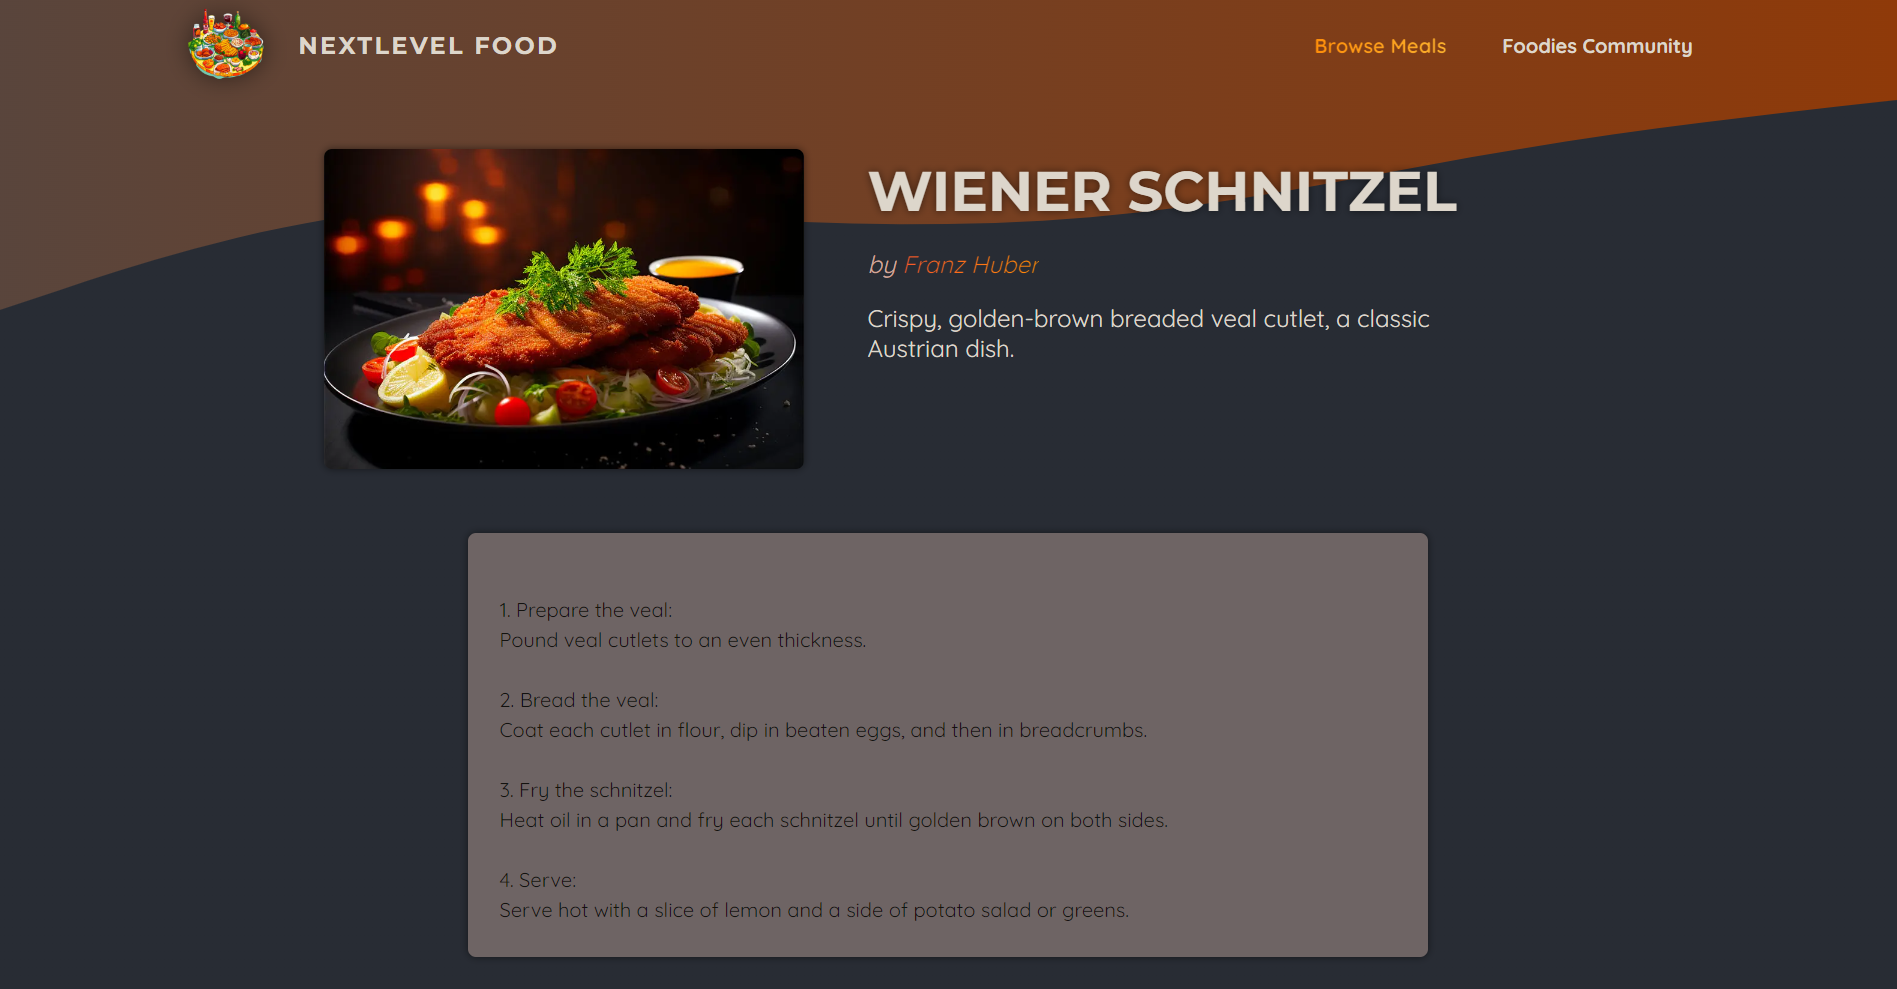 NEXTLEVEL FOOD
Browse Meals
Foodies Community
WIENER SCHNITZEL
by Franz Huber
Crispy, golden-brown breaded veal cutlet, a classic
Austrian dish.
1. Prepare the veal:
Pound veal cutlets to an even thickness.
2. Bread the veal:
Coat each cutlet in flour, dip in beaten eggs, and then in breadcrumbs.
3. Fry the schnitzel:
Heat oil in a pan and fry each schnitzel until golden brown on both sides.
4. Serve:
Serve hot with a slice of lemon and a side of potato salad or greens.